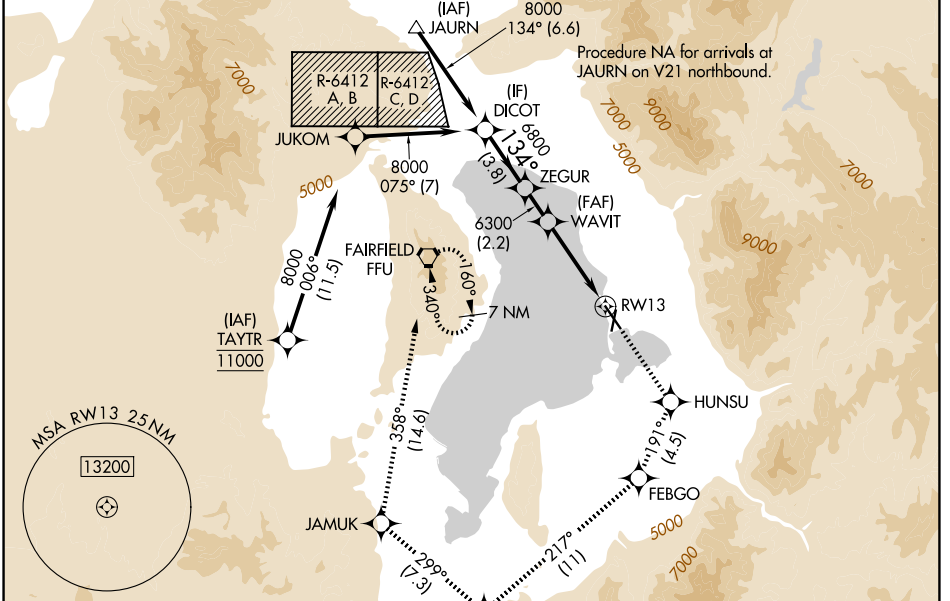 (IAF)
JAURN
8000
134° (6.6)
Procedure NA for arrivals at
JAURN on V21 northbound.
7000
R-6412
A, B
R-6412
C, D
(IF)
DICOT
7000
9000
5000
7000
JUKOM
6800
134°
(3.8)
8000
075° (7)
5000
ZEGUR
(FAF)
WAVIT
6300
(2.2)
9000
FAIRFIELD
FFU
160°
340°
7 NM
8000
006°
(11.5)
(IAF)
TAYTR
11000
RW13
358°
(14.6)
HUNSU
191°
(4.5)
MSA RW13 25 NM
13200
FEBGO
JAMUK
5000
217°
(11)
299°
(7.3)
7000